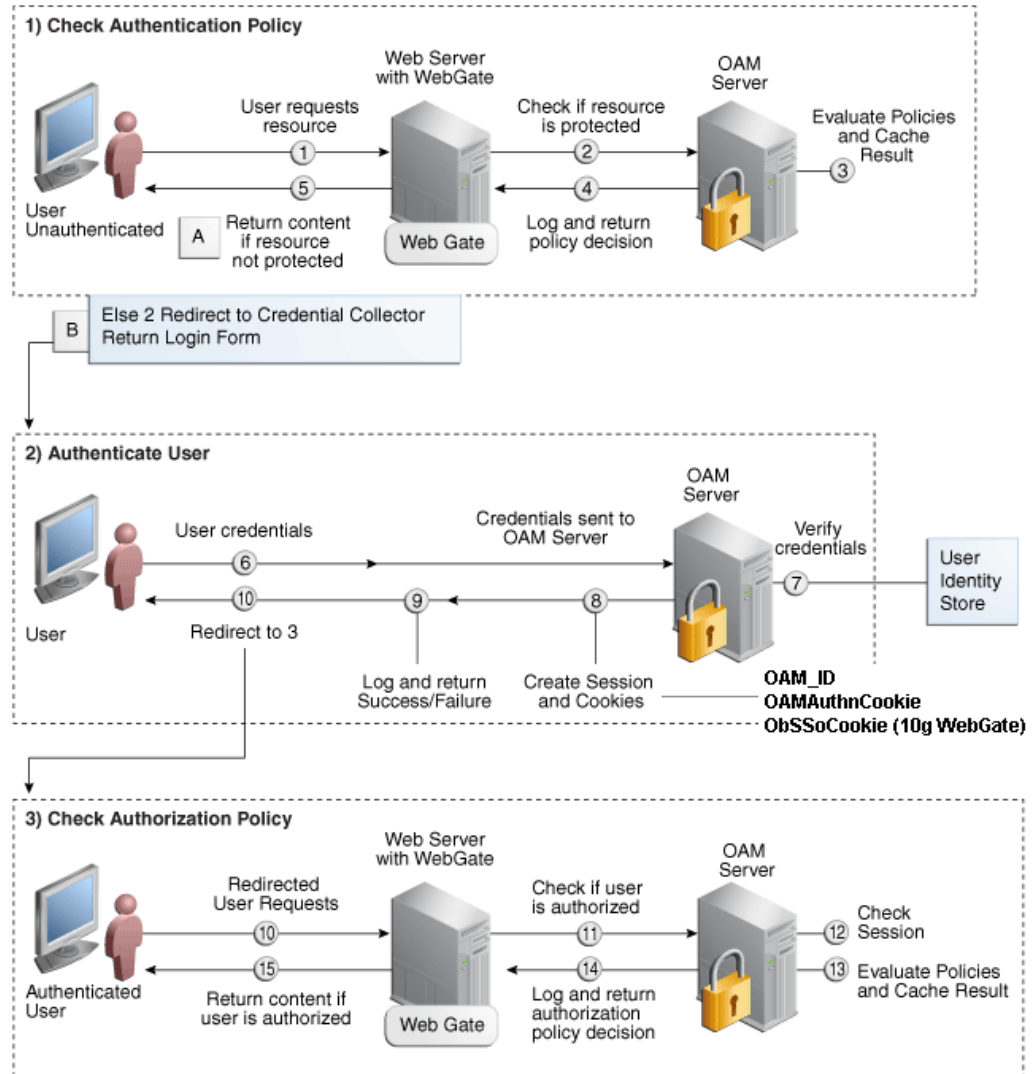 1) Check Authentication Policy
Web Server
with WebGate
OAM
Server
User requests
resource
Check if resource
is protected
Evaluate Policies
and Cache
Result
1
2
3
5
4
User
Unauthenticated
A
Return content
if resource
not protected
Web Gate
Log and return
policy decision
B
Else 2 Redirect to Credential Collector
Return Login Form
2) Authenticate User
OAM
Server
User credentials
Credentials sent to
OAM Server
Verify
credentials
6
7
User
Identity
Store
10
9
8
User
Redirect to 3
Log and return
Success/Failure
Create Session
and Cookies
OAM_ID
OAMAuthnCookie
ObSSoCookie (10g WebGate)
3) Check Authorization Policy
Web Server
with WebGate
OAM
Server
Redirected
User Requests
Check if user
is authorized
10
11
12
Check
Session
15
14
13
Evaluate Policies
and Cache Result
Authenticated
User
Return content if
user is authorized
Web Gate
Log and return
authorization
policy decision